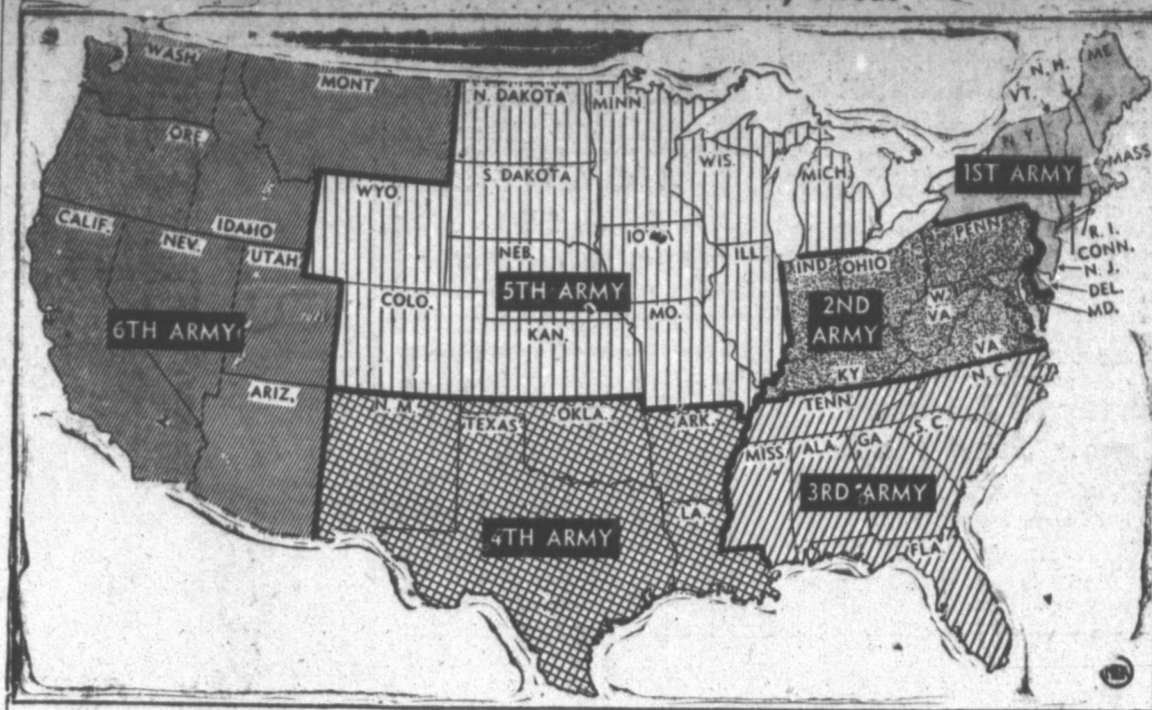 WASH.
MONT
N. DAKOTA
MINN.
ME.
N. H.
VT.
N. Y.
ORE.
WIS.
MICH.
MASS
1ST ARMY
S. DAKOTA
WYO.
CALIF.
NEV.
IDAHO
UTAH
NEB.
ILL.
IND
OHIO
PENN.
R. I.
CONN.
N. J.
DEL.
MD.
5TH ARMY
COLO.
MO.
KAN.
2ND
ARMY
W.
VA.
VA.
KY
6TH ARMY
ARIZ.
N. M.
TEXAS
OKLA.
ARK.
TENN.
N. C.
S. C.
MISS.
ALA.
GA.
3RD ARMY
LA.
4TH ARMY
FLA.